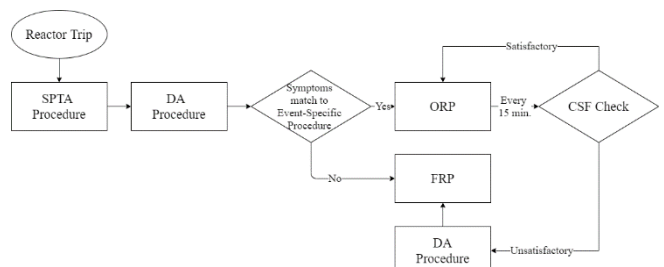 Reactor Trip
Satisfactory
SPTA
Procedure
DA
Procedure
Symptoms
match to
Event-Specific
Procedure
Yes
ORP
Every
15 min.
CSF Check
No
FRP
DA
Procedure
Unsatisfactory